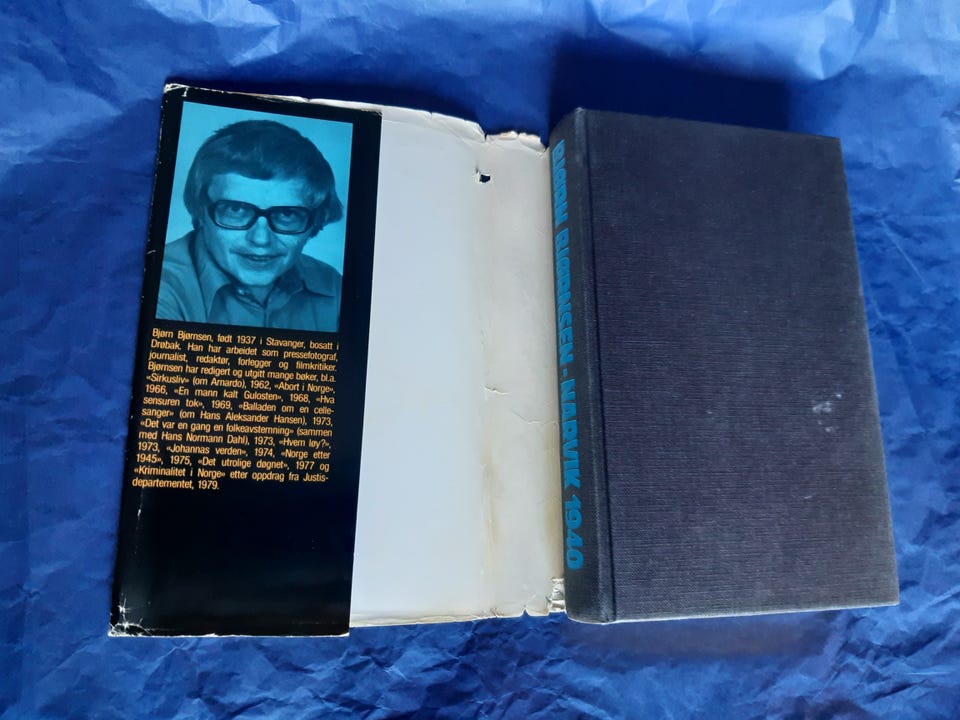 Bjørn Bjørnsen, født 1937 i Stavanger, bosatt i
Drøbak. Han har arbeidet som pressefotograf,
journalist, redaktør, forlegger og filmkritiker.
Bjørnsen har redigert og utgitt mange bøker, bl.a.
«Sirkusliv» (om Arnardo), 1962, «Abort i Norge»,
1966, «En mann kalt Gulosten», 1968, «Hva
sensuren tok», 1969, «Balladen om en celle-
sanger» (om Hans Aleksander Hansen), 1973,
«Det var en gang en folkeavstemning» (sammen
med Hans Normann Dahl), 1973, «Hvem løy?»,
1973, «Johannas verden», 1974, «Norge etter
1945», 1975, «Det utrolige døgnet», 1977 og
«Kriminalitet i Norge» etter oppdrag fra Justis-
departementet, 1979.
BJØRN BJØRNSEN · NARVIK 1940